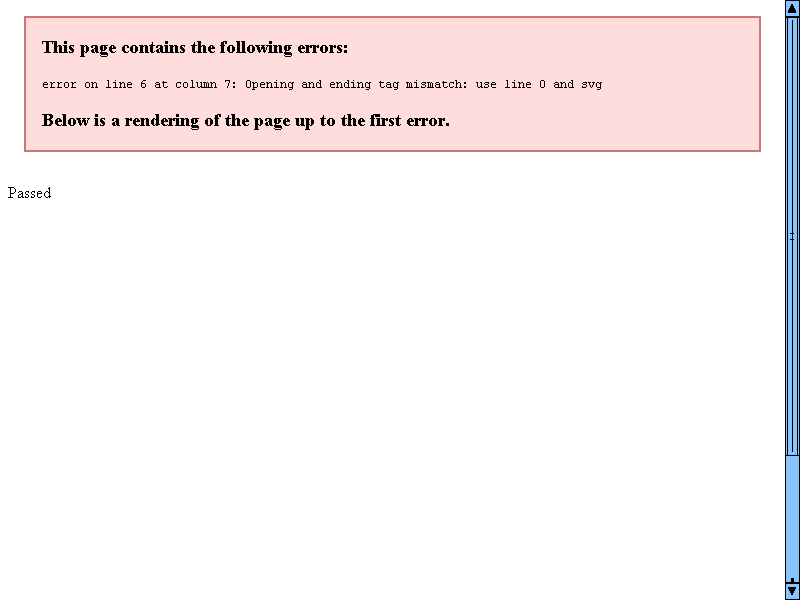 This page contains the following errors:
error on line 6 at column 7: Opening and ending tag mismatch: use line 0 and svg
Below is a rendering of the page up to the first error.
Passed